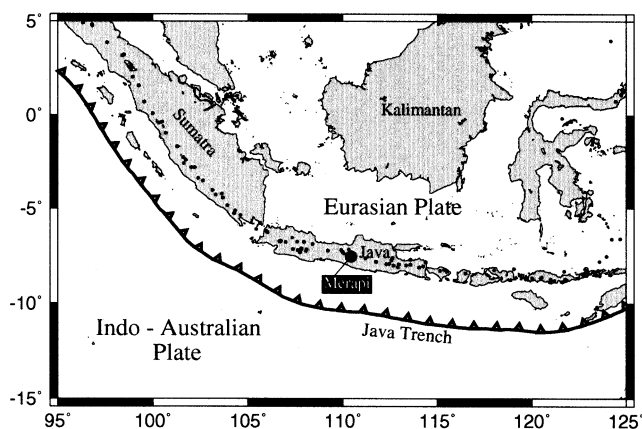 5°
0°
-5°
-10°
-15°
95°
100°
105°
110°
115°
120°
125°
Sumatra
Kalimantan
Eurasian Plate
Java
Merapi
Indo - Australian
Plate
Java Trench